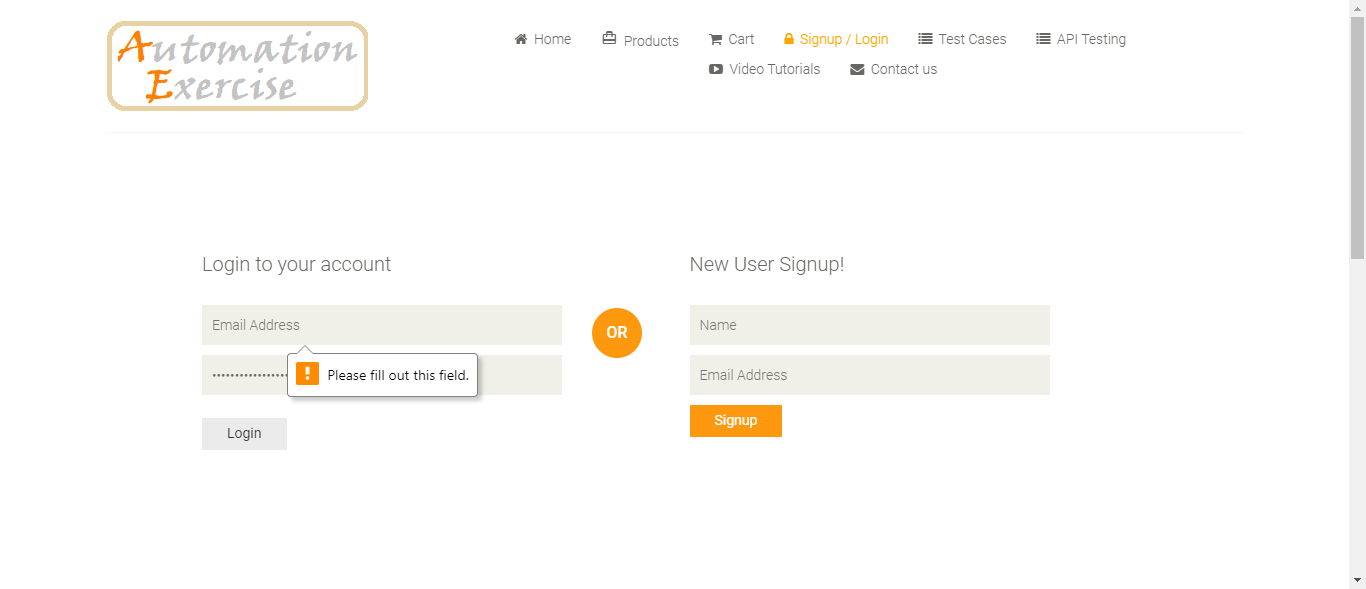 Automation
Exercise
Home Products Cart Signup / Login Test Cases API Testing
Video Tutorials Contact us
Login to your account
Email Address
•••••••••••••••••
Please fill out this field.
Login
OR
New User Signup!
Name
Email Address
Signup